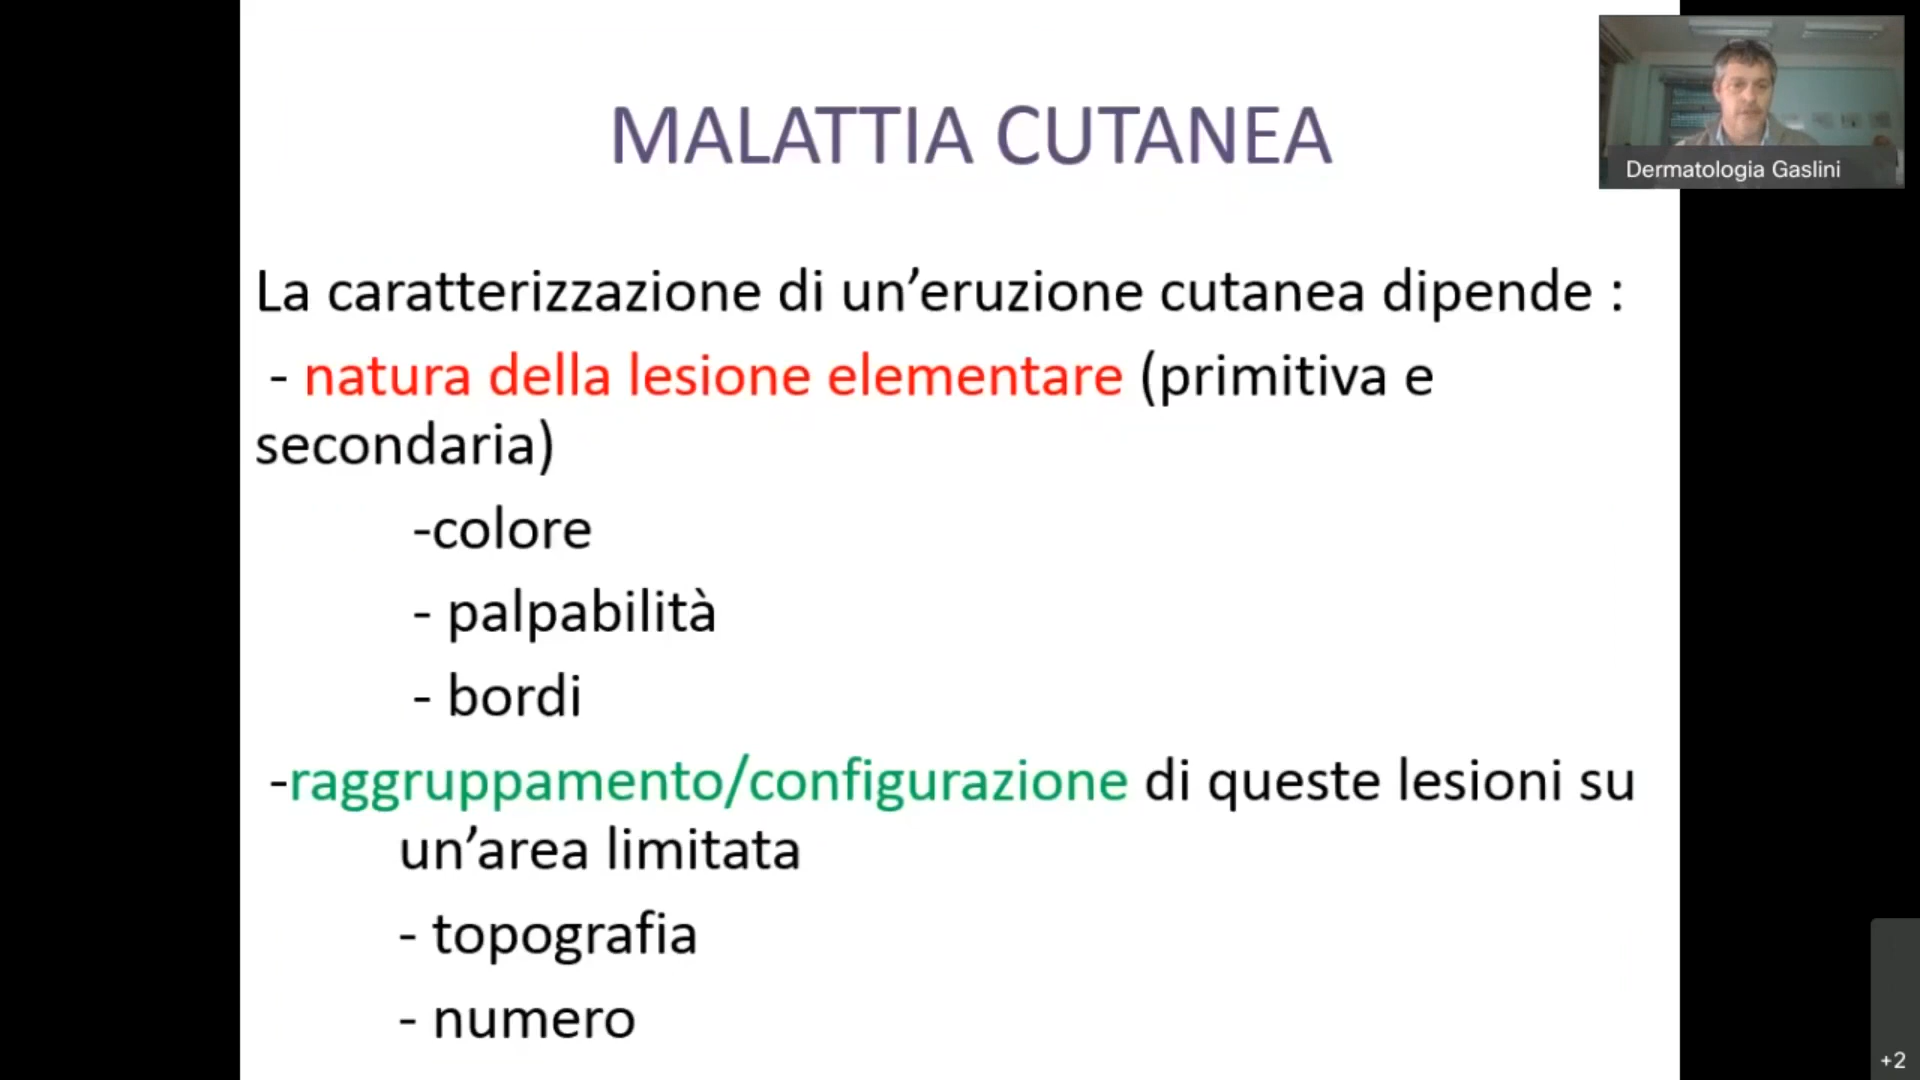 MALATTIA CUTANEA
Dermatologia Gaslini
La caratterizzazione di un’eruzione cutanea dipende :
- natura della lesione elementare (primitiva e
secondaria)
-colore
- palpabilità
- bordi
-raggruppamento/configurazione di queste lesioni su
un’area limitata
- topografia
- numero
+2